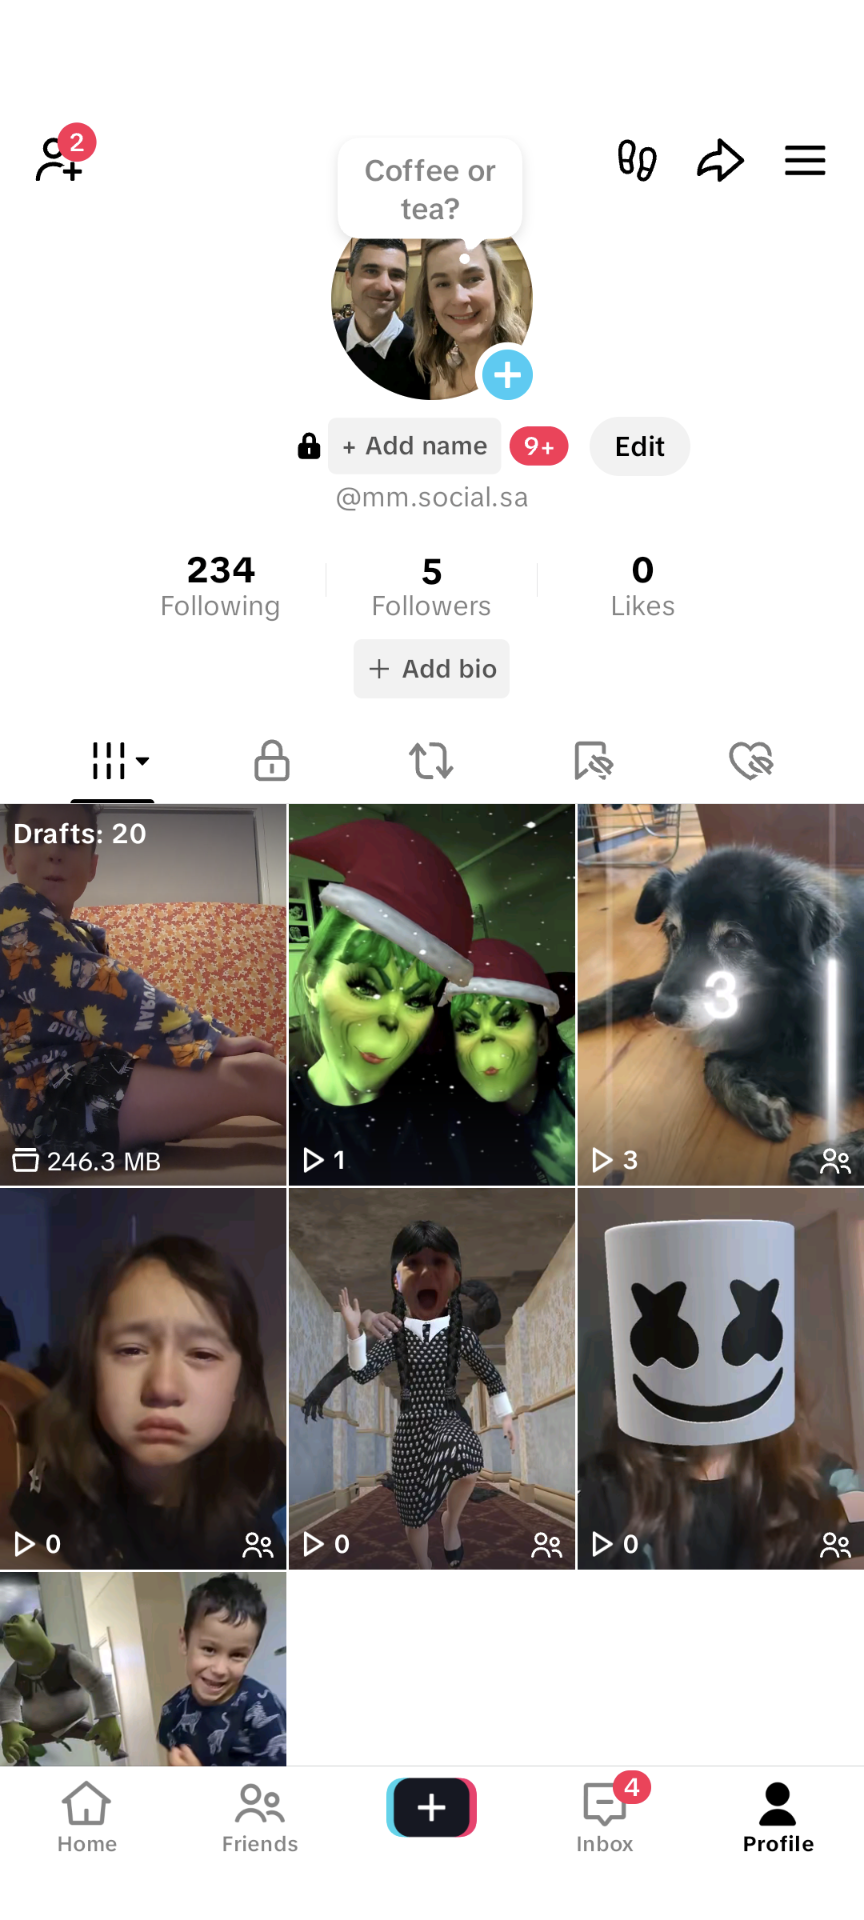 2
Coffee or
tea?
+ Add name
9+
Edit
@mm.social.sa
234
5
0
Following
Followers
Likes
+ Add bio
Drafts: 20
246.3 MB
1
3
3
0
0
0
Home
Friends
4
Inbox
Profile